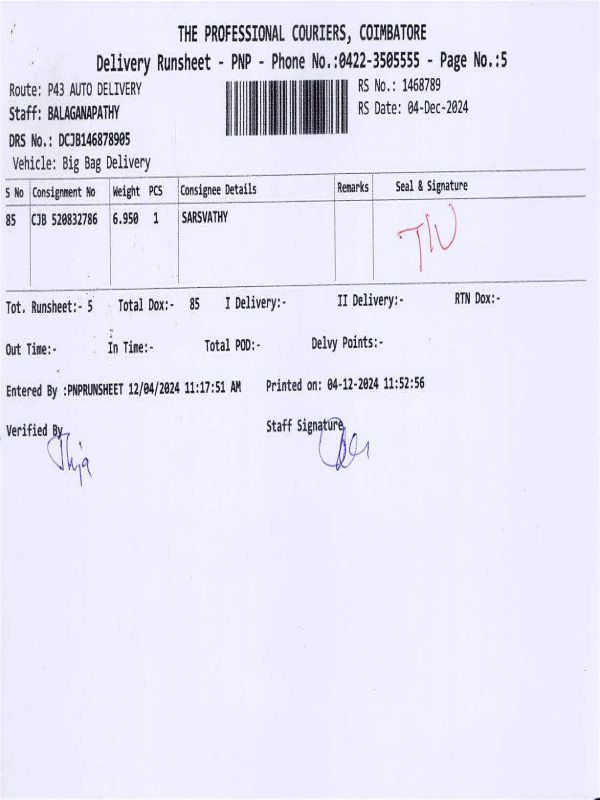 THE PROFESSIONAL COURIERS, COIMBATORE
Delivery Runsheet - PNP - Phone No.:0422-3505555 - Page No.:5
Route: P43 AUTO DELIVERY RS No.: 1468789
Staff: BALAGANAPATHY RS Date: 04-Dec-2024
DRS No.: DCJB146878905
Vehicle: Big Bag Delivery
S No Consignment No Weight PCS Consignee Details Remarks Seal & Signature
85 CJB 520832786 6.950 1 SARSVATHY
Tot. Runsheet:- 5 Total Dox:- 85 I Delivery:- II Delivery:- RTN Dox:-
Out Time:- In Time:- Total POD:- Delvy Points:-
Entered By :PNPRUNSHEET 12/04/2024 11:17:51 AM Printed on: 04-12-2024 11:52:56
Verified By Staff Signature